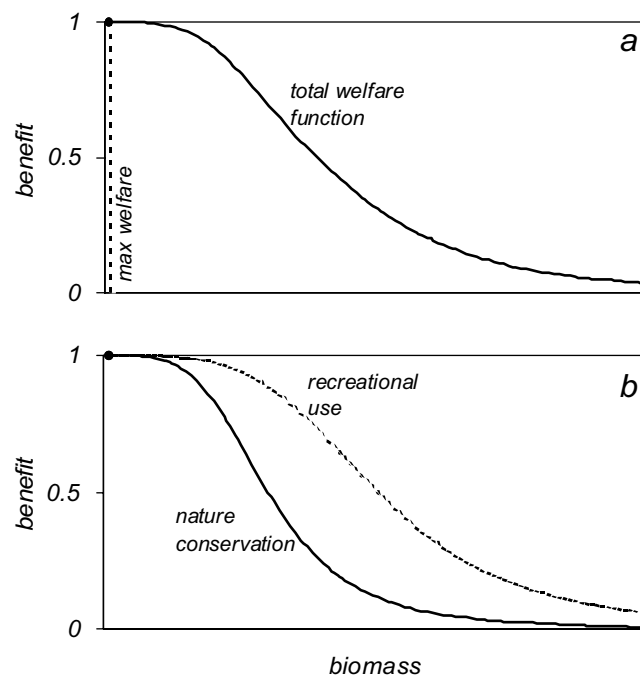 1
a
total welfare
function
benefit
0.5
max welfare
0
1
b
recreational
use
benefit
0.5
nature
conservation
0
biomass